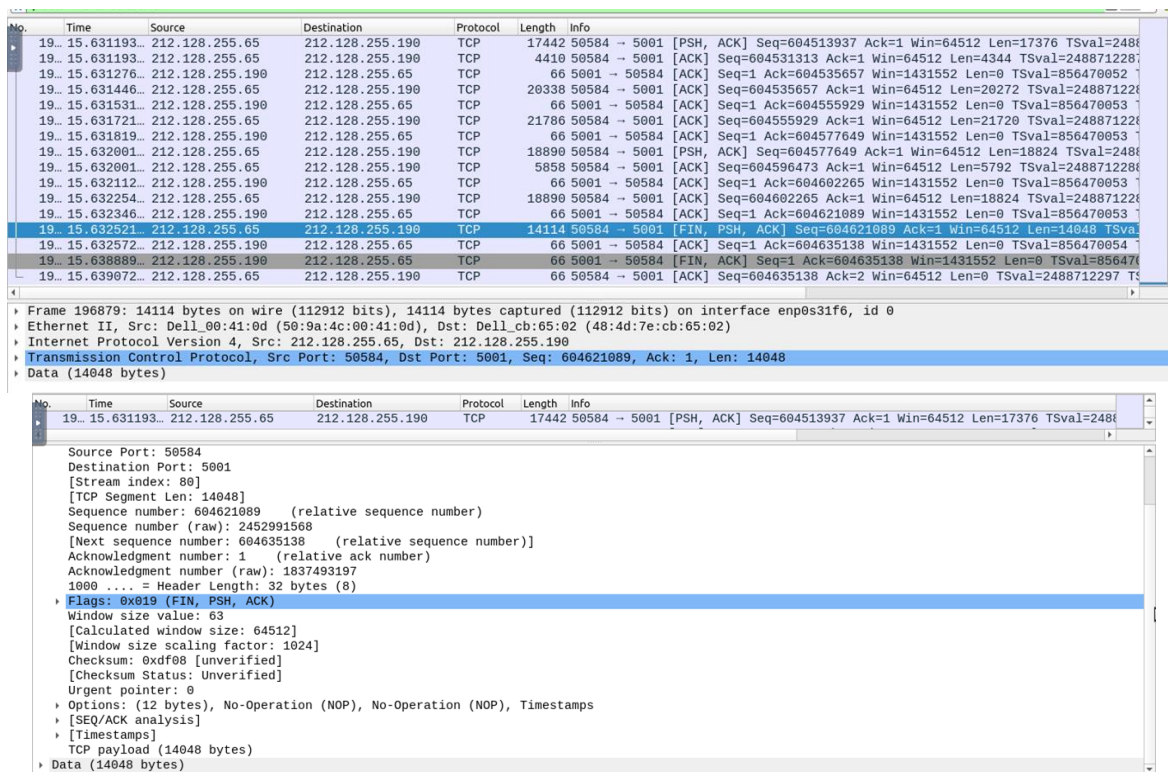 No. Time Source Destination Protocol Length Info
19… 15.631193… 212.128.255.65 212.128.255.190 TCP 17442 50584 → 5001 [PSH, ACK] Seq=604513937 Ack=1 Win=64512 Len=17376 TSval=2488
19… 15.631193… 212.128.255.65 212.128.255.190 TCP 4410 50584 → 5001 [ACK] Seq=604531313 Ack=1 Win=64512 Len=4344 TSval=2488712287
19… 15.631276… 212.128.255.190 212.128.255.65 TCP 66 5001 → 50584 [ACK] Seq=1 Ack=604535657 Win=1431552 Len=0 TSval=856470052 T
19… 15.631446… 212.128.255.65 212.128.255.190 TCP 20338 50584 → 5001 [ACK] Seq=604535657 Ack=1 Win=64512 Len=20272 TSval=248871228
19… 15.631531… 212.128.255.190 212.128.255.65 TCP 66 5001 → 50584 [ACK] Seq=1 Ack=604555929 Win=1431552 Len=0 TSval=856470053 T
19… 15.631721… 212.128.255.65 212.128.255.190 TCP 21786 50584 → 5001 [ACK] Seq=604555929 Ack=1 Win=64512 Len=21720 TSval=248871228
19… 15.631819… 212.128.255.190 212.128.255.65 TCP 66 5001 → 50584 [ACK] Seq=1 Ack=604577649 Win=1431552 Len=0 TSval=856470053 T
19… 15.632001… 212.128.255.65 212.128.255.190 TCP 18890 50584 → 5001 [PSH, ACK] Seq=604577649 Ack=1 Win=64512 Len=18824 TSval=2488
19… 15.632001… 212.128.255.65 212.128.255.190 TCP 5858 50584 → 5001 [ACK] Seq=604596473 Ack=1 Win=64512 Len=5792 TSval=2488712288
19… 15.632112… 212.128.255.190 212.128.255.65 TCP 66 5001 → 50584 [ACK] Seq=1 Ack=604602265 Win=1431552 Len=0 TSval=856470053 T
19… 15.632254… 212.128.255.65 212.128.255.190 TCP 18890 50584 → 5001 [ACK] Seq=604602265 Ack=1 Win=64512 Len=18824 TSval=248871228
19… 15.632346… 212.128.255.190 212.128.255.65 TCP 66 5001 → 50584 [ACK] Seq=1 Ack=604621089 Win=1431552 Len=0 TSval=856470053 T
19… 15.632521… 212.128.255.65 212.128.255.190 TCP 14114 50584 → 5001 [FIN, PSH, ACK] Seq=604621089 Ack=1 Win=64512 Len=14048 TSval
19… 15.632572… 212.128.255.190 212.128.255.65 TCP 66 5001 → 50584 [ACK] Seq=1 Ack=604635138 Win=1431552 Len=0 TSval=856470054 T
19… 15.638889… 212.128.255.190 212.128.255.65 TCP 66 5001 → 50584 [FIN, ACK] Seq=1 Ack=604635138 Win=1431552 Len=0 TSval=85647
19… 15.639072… 212.128.255.65 212.128.255.190 TCP 66 50584 → 5001 [ACK] Seq=604635138 Ack=2 Win=64512 Len=0 TSval=2488712297 TS
Frame 196879: 14114 bytes on wire (112912 bits), 14114 bytes captured (112912 bits) on interface enp0s31f6, id 0
Ethernet II, Src: Dell_00:41:0d (50:9a:4c:00:41:0d), Dst: Dell_cb:65:02 (48:4d:7e:cb:65:02)
Internet Protocol Version 4, Src: 212.128.255.65, Dst: 212.128.255.190
Transmission Control Protocol, Src Port: 50584, Dst Port: 5001, Seq: 604621089, Ack: 1, Len: 14048
Data (14048 bytes)
No. Time Source Destination Protocol Length Info
19… 15.631193… 212.128.255.65 212.128.255.190 TCP 17442 50584 → 5001 [PSH, ACK] Seq=604513937 Ack=1 Win=64512 Len=17376 TSval=2488
Source Port: 50584
Destination Port: 5001
[Stream index: 80]
[TCP Segment Len: 14048]
Sequence number: 604621089 (relative sequence number)
Sequence number (raw): 2452991568
[Next sequence number: 604635138 (relative sequence number)]
Acknowledgment number: 1 (relative ack number)
Acknowledgment number (raw): 1837493197
1000 .... = Header Length: 32 bytes (8)
Flags: 0x019 (FIN, PSH, ACK)
Window size value: 63
[Calculated window size: 64512]
[Window size scaling factor: 1024]
Checksum: 0xdf08 [unverified]
[Checksum Status: Unverified]
Urgent pointer: 0
Options: (12 bytes), No-Operation (NOP), No-Operation (NOP), Timestamps
[SEQ/ACK analysis]
[Timestamps]
TCP payload (14048 bytes)
Data (14048 bytes)